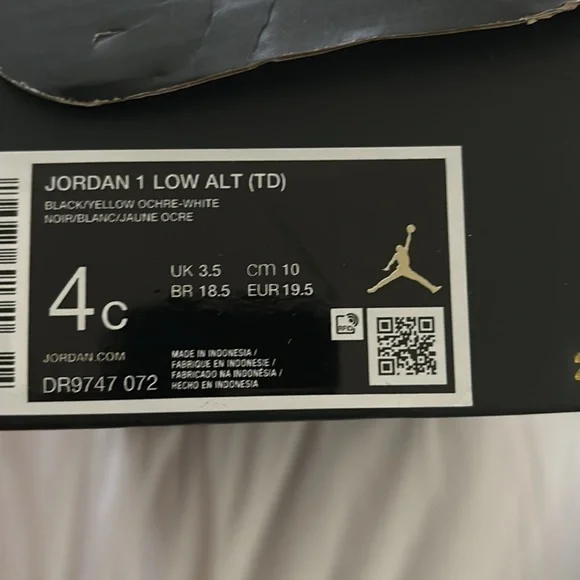 JORDAN 1 LOW ALT (TD)
BLACK/YELLOW OCHRE-WHITE
NOIR/BLANC/JAUNE OCRE
4C
UK 3.5 CM 10
BR 18.5 EUR 19.5
RFID
JORDAN.COM
DR9747 072
MADE IN INDONESIA /
FABRIQUE EN INDONESIE /
FABRICADO NA INDONÉSIA /
HECHO EN INDONESIA